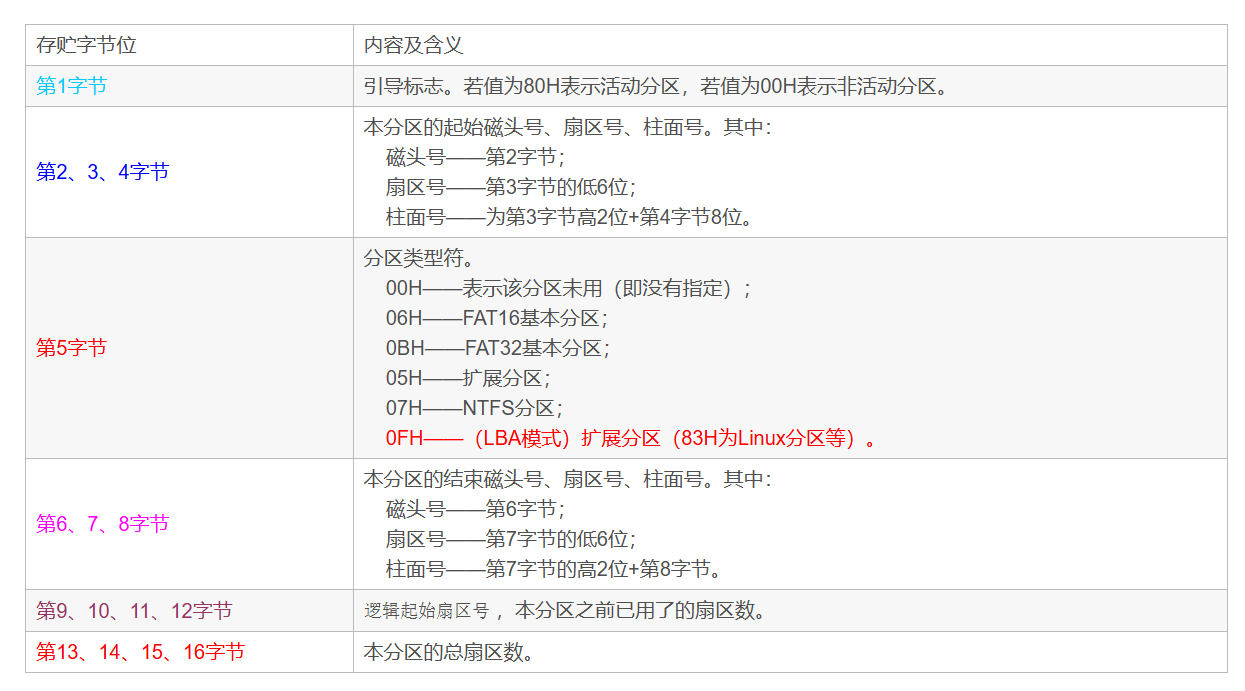 存贮字节位
内容及含义
第1字节
引导标志。若值为80H表示活动分区，若值为00H表示非活动分区。
第2、3、4字节
本分区的起始磁头号、扇区号、柱面号。其中：
磁头号——第2字节；
扇区号——第3字节的低6位；
柱面号——为第3字节高2位+第4字节8位。
第5字节
分区类型符。
00H——表示该分区未用（即没有指定）；
06H——FAT16基本分区；
0BH——FAT32基本分区；
05H——扩展分区；
07H——NTFS分区；
0FH——（LBA模式）扩展分区（83H为Linux分区等）。
第6、7、8字节
本分区的结束磁头号、扇区号、柱面号。其中：
磁头号——第6字节；
扇区号——第7字节的低6位；
柱面号——第7字节的高2位+第8字节。
第9、10、11、12字节
逻辑起始扇区号 ，本分区之前已用了的扇区数。
第13、14、15、16字节
本分区的总扇区数。